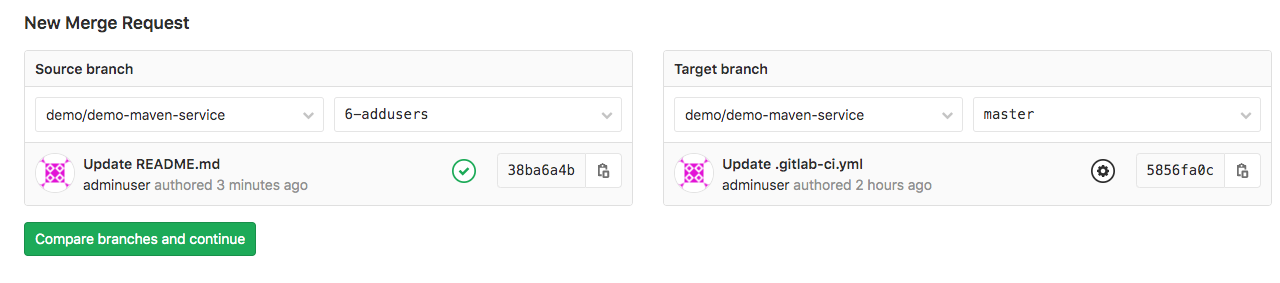 New Merge Request
Source branch
demo/demo-maven-service
6-addusers
Update README.md
adminuser authored 3 minutes ago
38ba6a4b
Target branch
demo/demo-maven-service
master
Update .gitlab-ci.yml
adminuser authored 2 hours ago
5856fa0c
Compare branches and continue